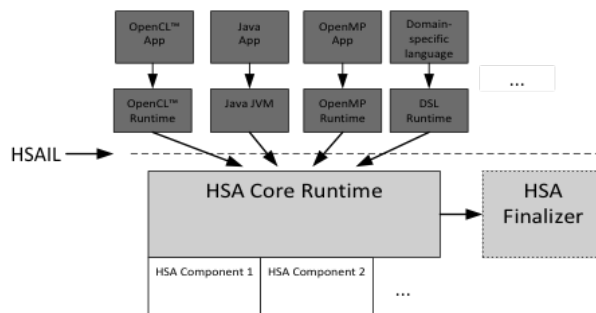 OpenCL™
App
Java
App
OpenMP
App
Domain-
specific
language
...
OpenCL™
Runtime
Java JVM
OpenMP
Runtime
DSL
Runtime
HSAIL
HSA Core Runtime
HSA
Finalizer
HSA Component 1
HSA Component 2
...